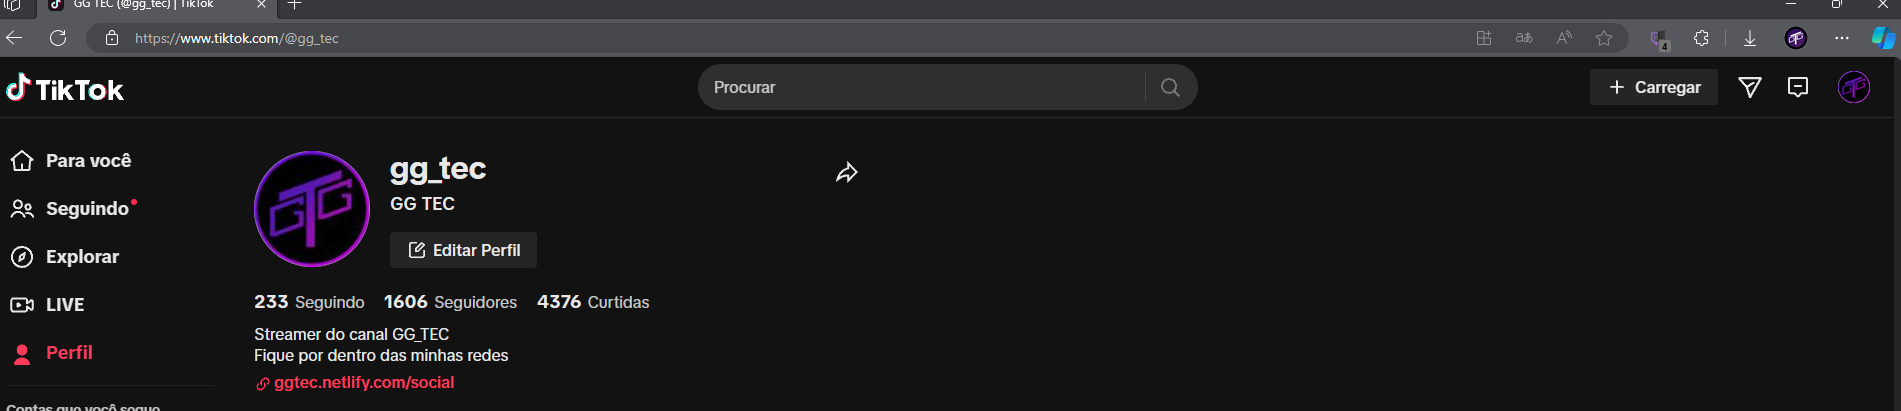 GG TEC (@gg_tec) | TikTok
https://www.tiktok.com/@gg_tec
4
TikTok
Procurar
Carregar
Para você
Seguindo
Explorar
LIVE
Perfil
Contas que você segue
GTG
gg_tec
GG TEC
Editar Perfil
233 Seguindo 1606 Seguidores 4376 Curtidas
Streamer do canal GG_TEC
Fique por dentro das minhas redes
ggtec.netlify.com/social